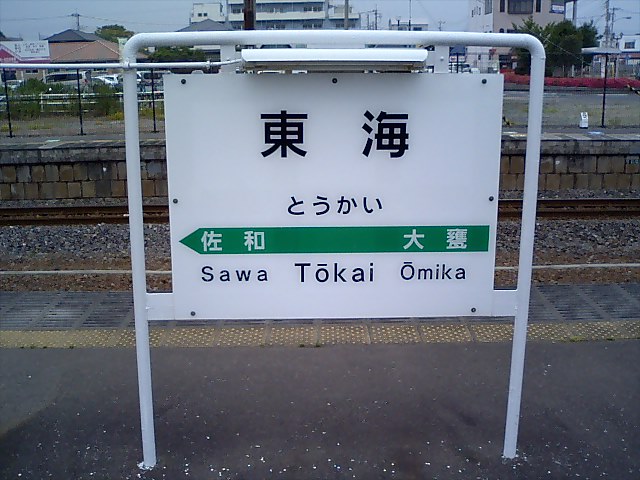 東 海
とうかい
佐 和 大 甕
Sawa Tōkai Ōmika